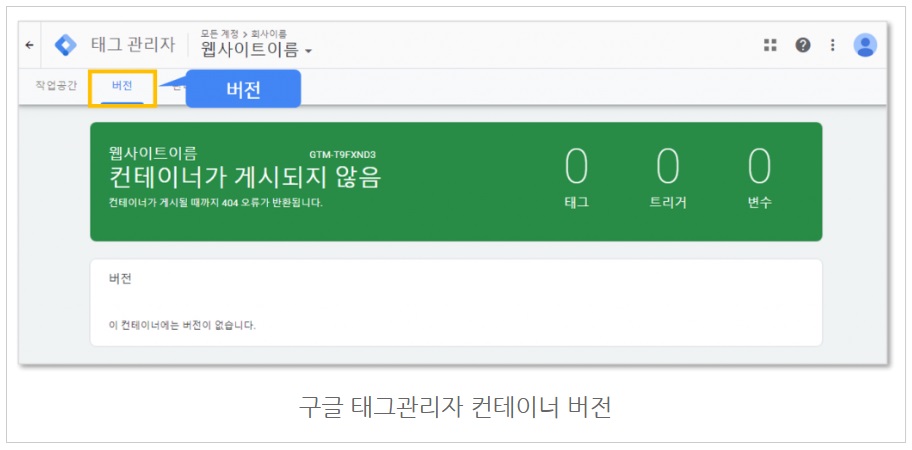 모든 계정 > 회사이름
태그 관리자
웹사이트이름
작업공간
버전
버전
웹사이트이름
GTM-T9FXND3
컨테이너가 게시되지 않음
컨테이너가 게시될 때까지 404 오류가 반환됩니다.
0 0 0
태그 트리거 변수
버전
이 컨테이너에는 버전이 없습니다.
구글 태그관리자 컨테이너 버전